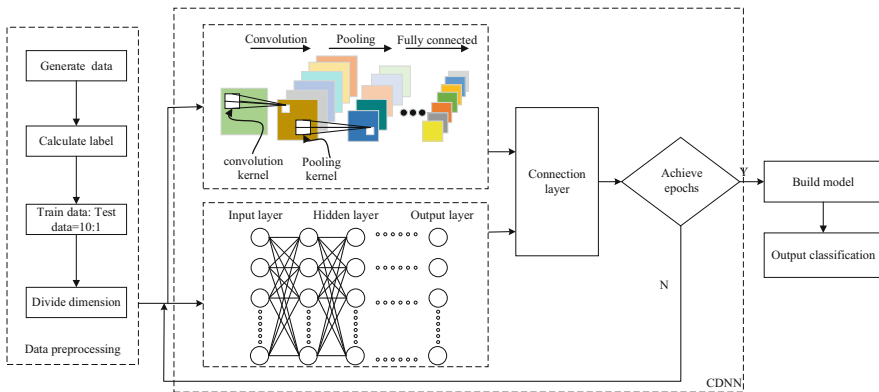 Generate data
Calculate label
Train data: Test
data=10:1
Divide dimension
Data preprocessing
Convolution
Pooling
Fully connected
convolution
kernel
Pooling
kernel
Input layer
Hidden layer
Output layer
Connection
layer
Achieve
epochs
Y
N
Build model
Output classification
CDNN